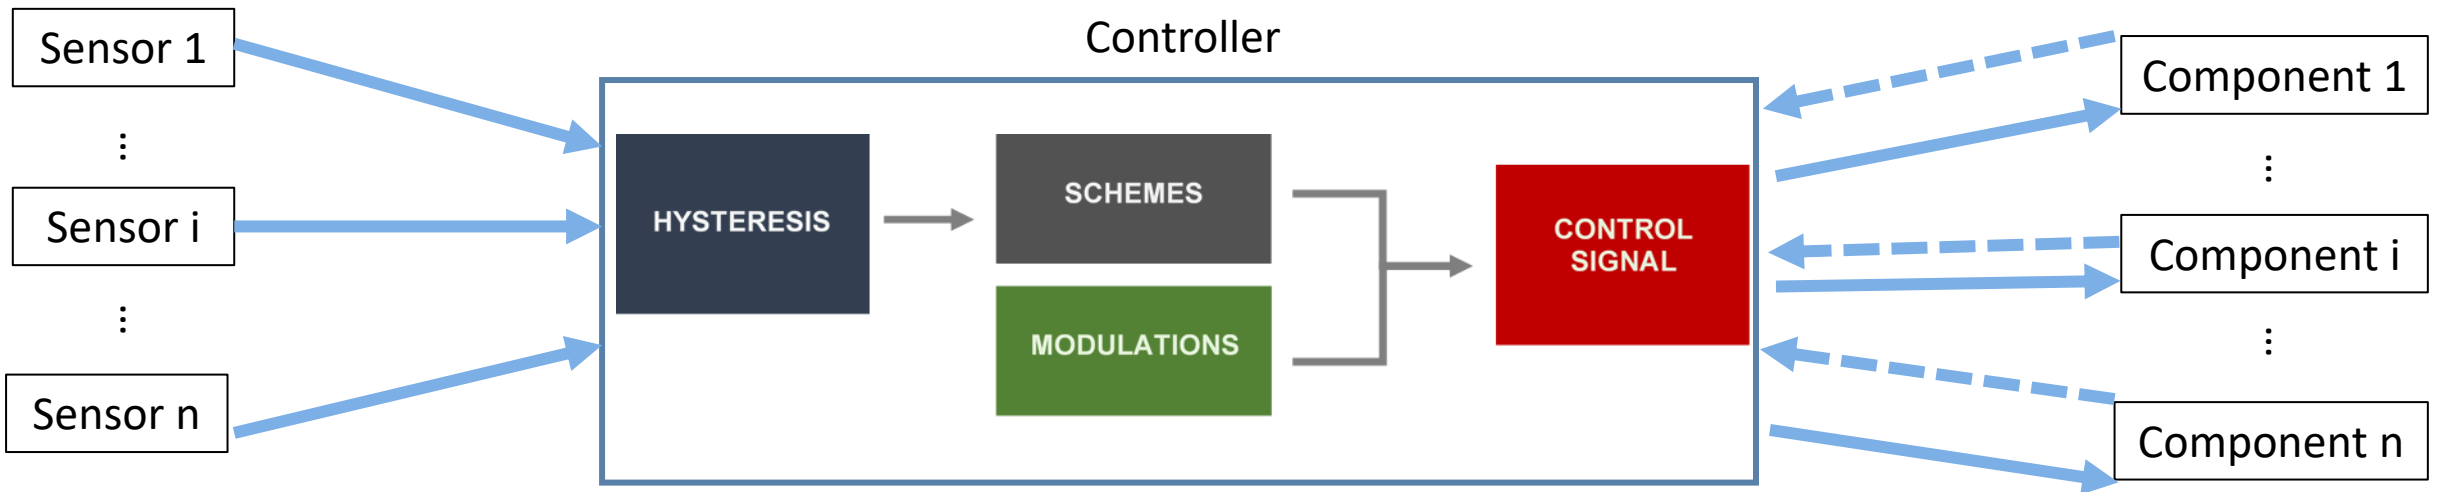 Controller
Sensor 1
⋮
Sensor i
⋮
Sensor n
HYSTERESIS
SCHEMES
MODULATIONS
CONTROL
SIGNAL
Component 1
⋮
Component i
⋮
Component n